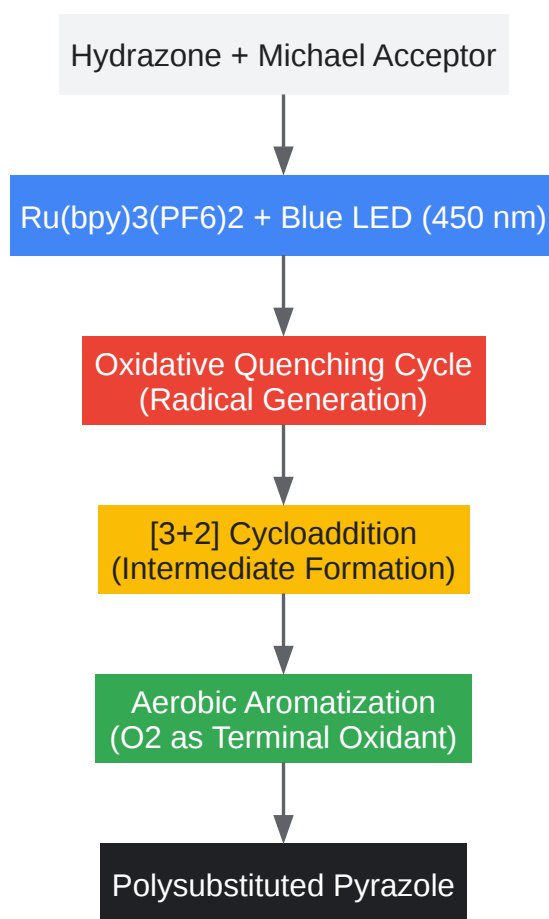 Hydrazone + Michael Acceptor
Ru(bpy)3(PF6)2 + Blue LED (450 nm)
Oxidative Quenching Cycle
(Radical Generation)
[3+2] Cycloaddition
(Intermediate Formation)
Aerobic Aromatization
(O2 as Terminal Oxidant)
Polysubstituted Pyrazole